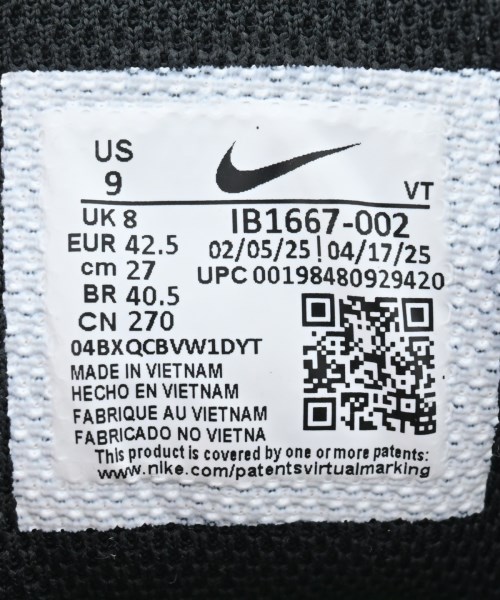 US
9
VT
UK 8
IB1667-002
EUR 42.5
02/05/25 | 04/17/25
cm 27
UPC 00198480929420
BR 40.5
CN 270
04BXQCBVW1DYT
MADE IN VIETNAM
HECHO EN VIETNAM
FABRIQUE AU VIETNAM
FABRICADO NO VIETNA
This product is covered by one or more patents:
www.nike.com/patentsvirtualmarking